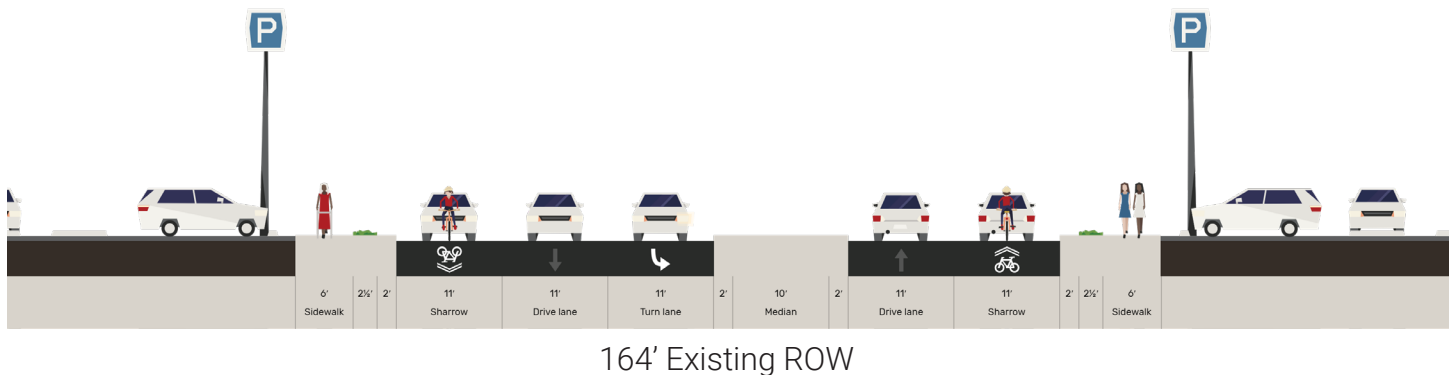 P
P
6' 2½' 2' 11' 11' 11' 2' 10' 2' 11' 11' 2' 2½' 6'
Sidewalk Sharrow Drive lane Turn lane Median Drive lane Sharrow Sidewalk
164' Existing ROW